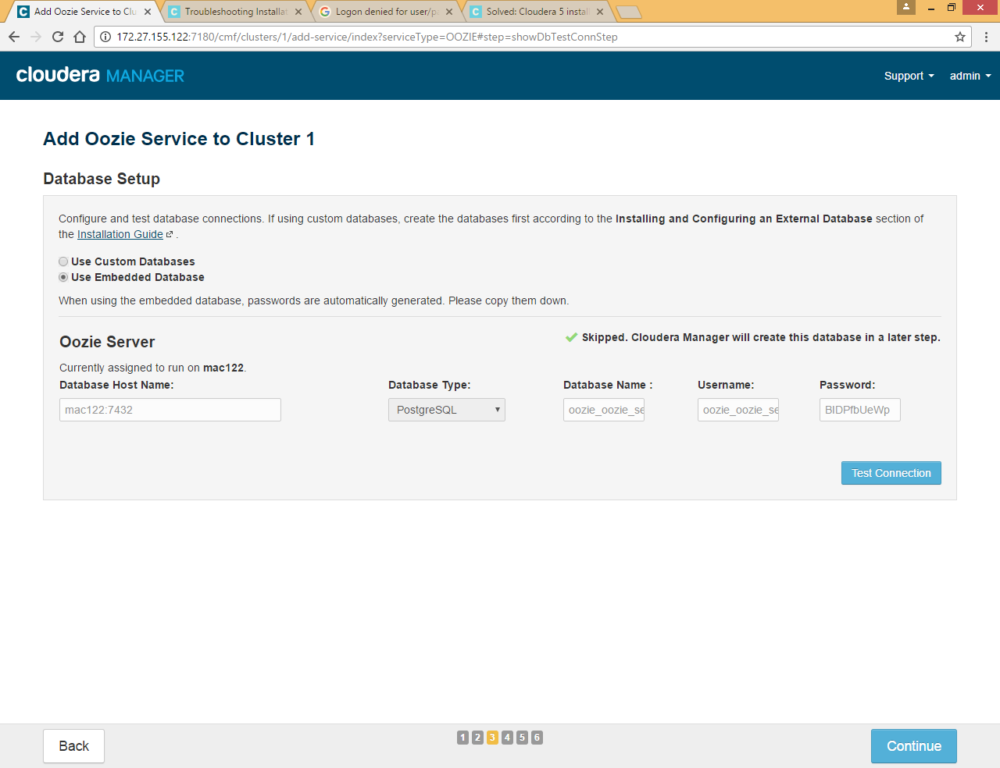 Add Oozie Service to Clu
Troubleshooting Installat
Logon denied for user/p
Solved: Cloudera 5 instal
172.27.155.122:7180/cmf/clusters/1/add-service/index?serviceType=OOZIE#step=showDbTestConnStep
cloudera MANAGER
Support
admin
Add Oozie Service to Cluster 1
Database Setup
Configure and test database connections. If using custom databases, create the databases first according to the Installing and Configuring an External Database section of
the Installation Guide .
Use Custom Databases
Use Embedded Database
When using the embedded database, passwords are automatically generated. Please copy them down.
Oozie Server
Skipped. Cloudera Manager will create this database in a later step.
Currently assigned to run on mac122.
Database Host Name: Database Type: Database Name : Username: Password:
mac122:7432 PostgreSQL oozie_oozie_se oozie_oozie_se BIDPfbUeWp
Test Connection
Back
1 2 3 4 5 6
Continue